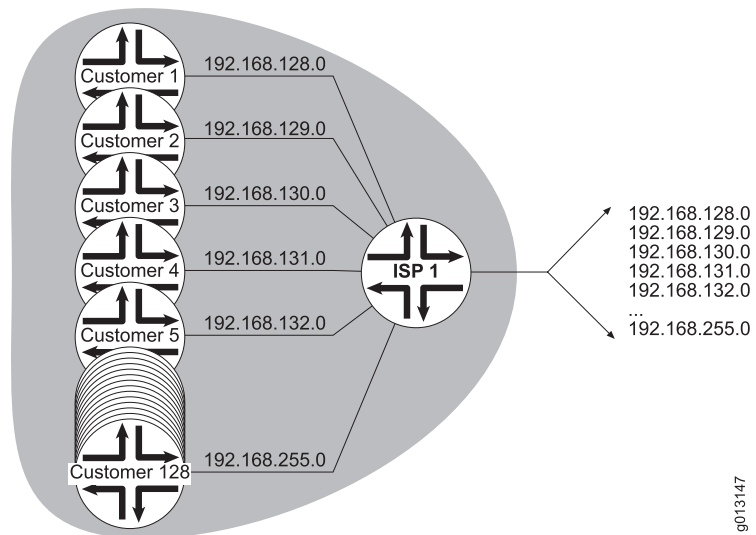 Customer 1
192.168.128.0
Customer 2
192.168.129.0
Customer 3
192.168.130.0
Customer 4
192.168.131.0
Customer 5
192.168.132.0
Customer 128
192.168.255.0
ISP 1
192.168.128.0
192.168.129.0
192.168.130.0
192.168.131.0
192.168.132.0
...
192.168.255.0
g013147